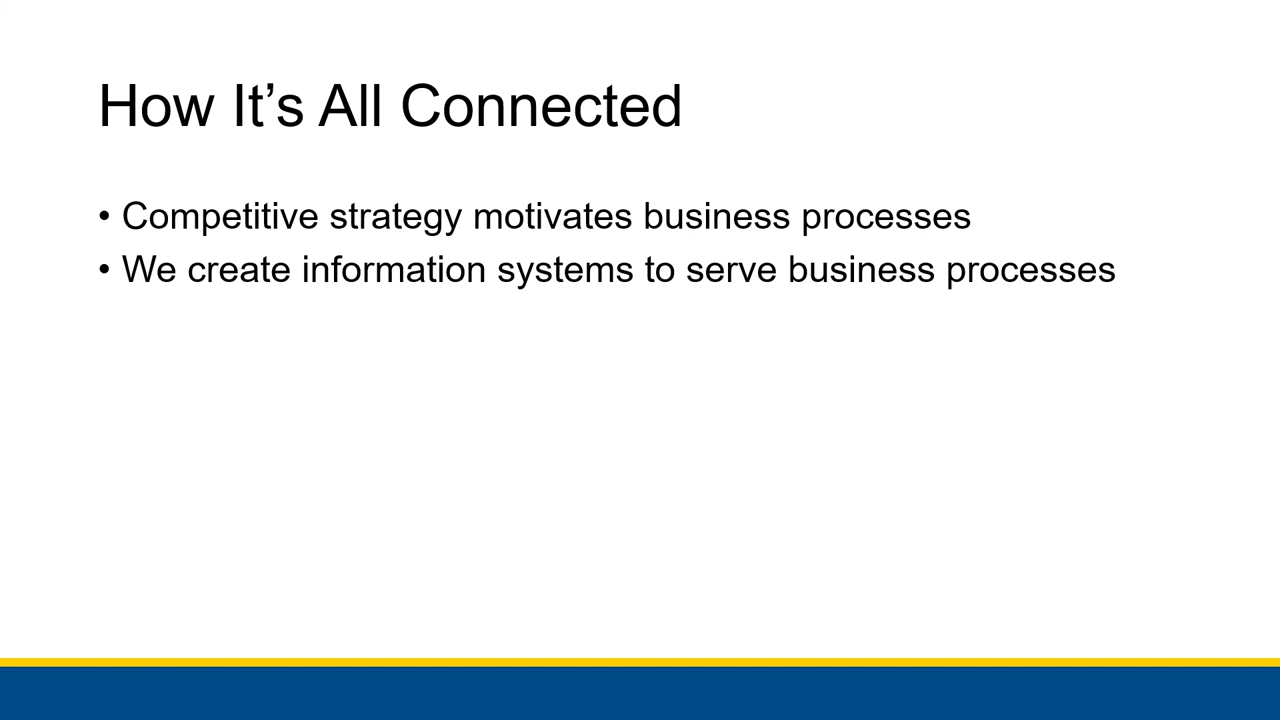 How It’s All Connected
• Competitive strategy motivates business processes
• We create information systems to serve business processes